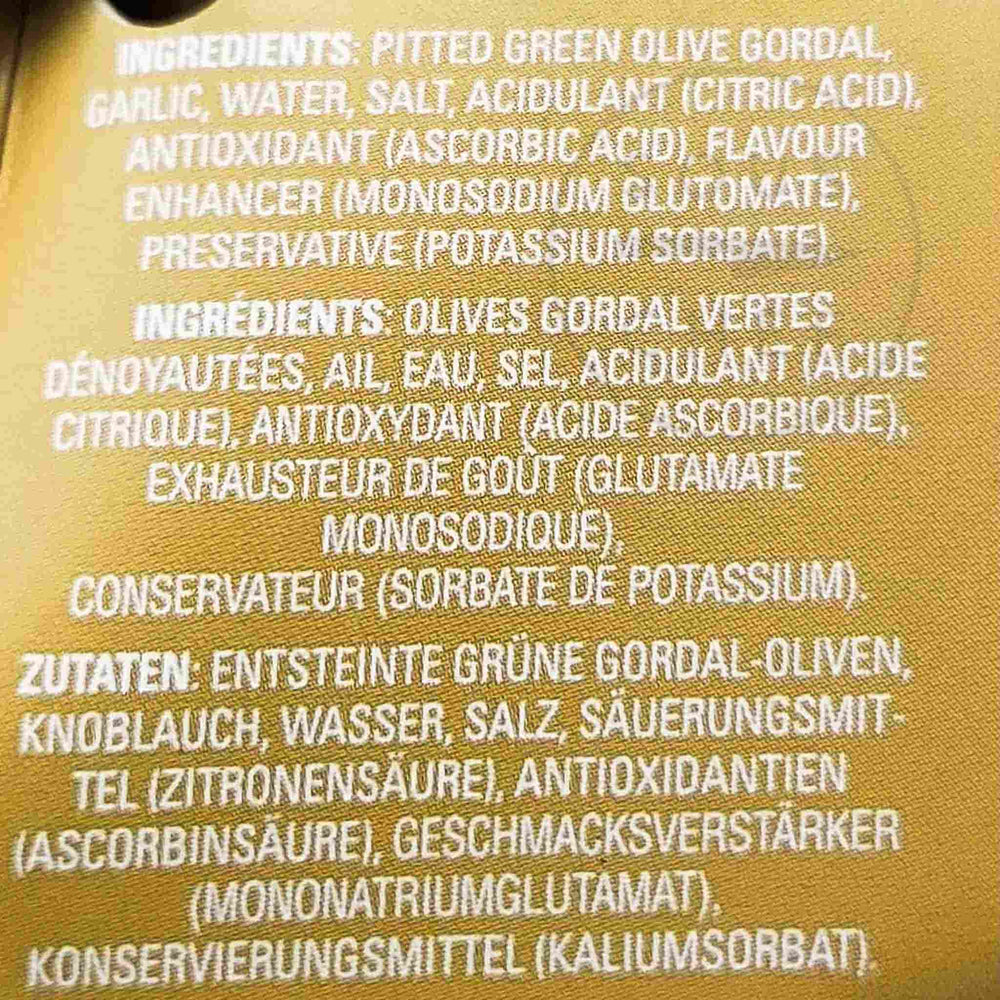 INGREDIENTS: PITTED GREEN OLIVE GORDAL,
GARLIC, WATER, SALT, ACIDULANT (CITRIC ACID),
ANTIOXIDANT (ASCORBIC ACID), FLAVOUR
ENHANCER (MONOSODIUM GLUTOMATE),
PRESERVATIVE (POTASSIUM SORBATE).
INGRÉDIENTS: OLIVES GORDAL VERTES
DÉNOYAUTÉES, AIL, EAU, SEL, ACIDULANT (ACIDE
CITRIQUE), ANTIOXYDANT (ACIDE ASCORBIQUE),
EXHAUSTEUR DE GOÛT (GLUTAMATE
MONOSODIQUE),
CONSERVATEUR (SORBATE DE POTASSIUM).
ZUTATEN: ENTSTEINTE GRÜNE GORDAL-OLIVEN,
KNOBLAUCH, WASSER, SALZ, SÄUERUNGSMIT-
TEL (ZITRONENSÄURE), ANTIOXIDANTIEN
(ASCORBINSÄURE), GESCHMACKSVERSTÄRKER
(MONONATRIUMGLUTAMAT),
KONSERVIERUNGSMITTEL (KALIUMSORBAT).